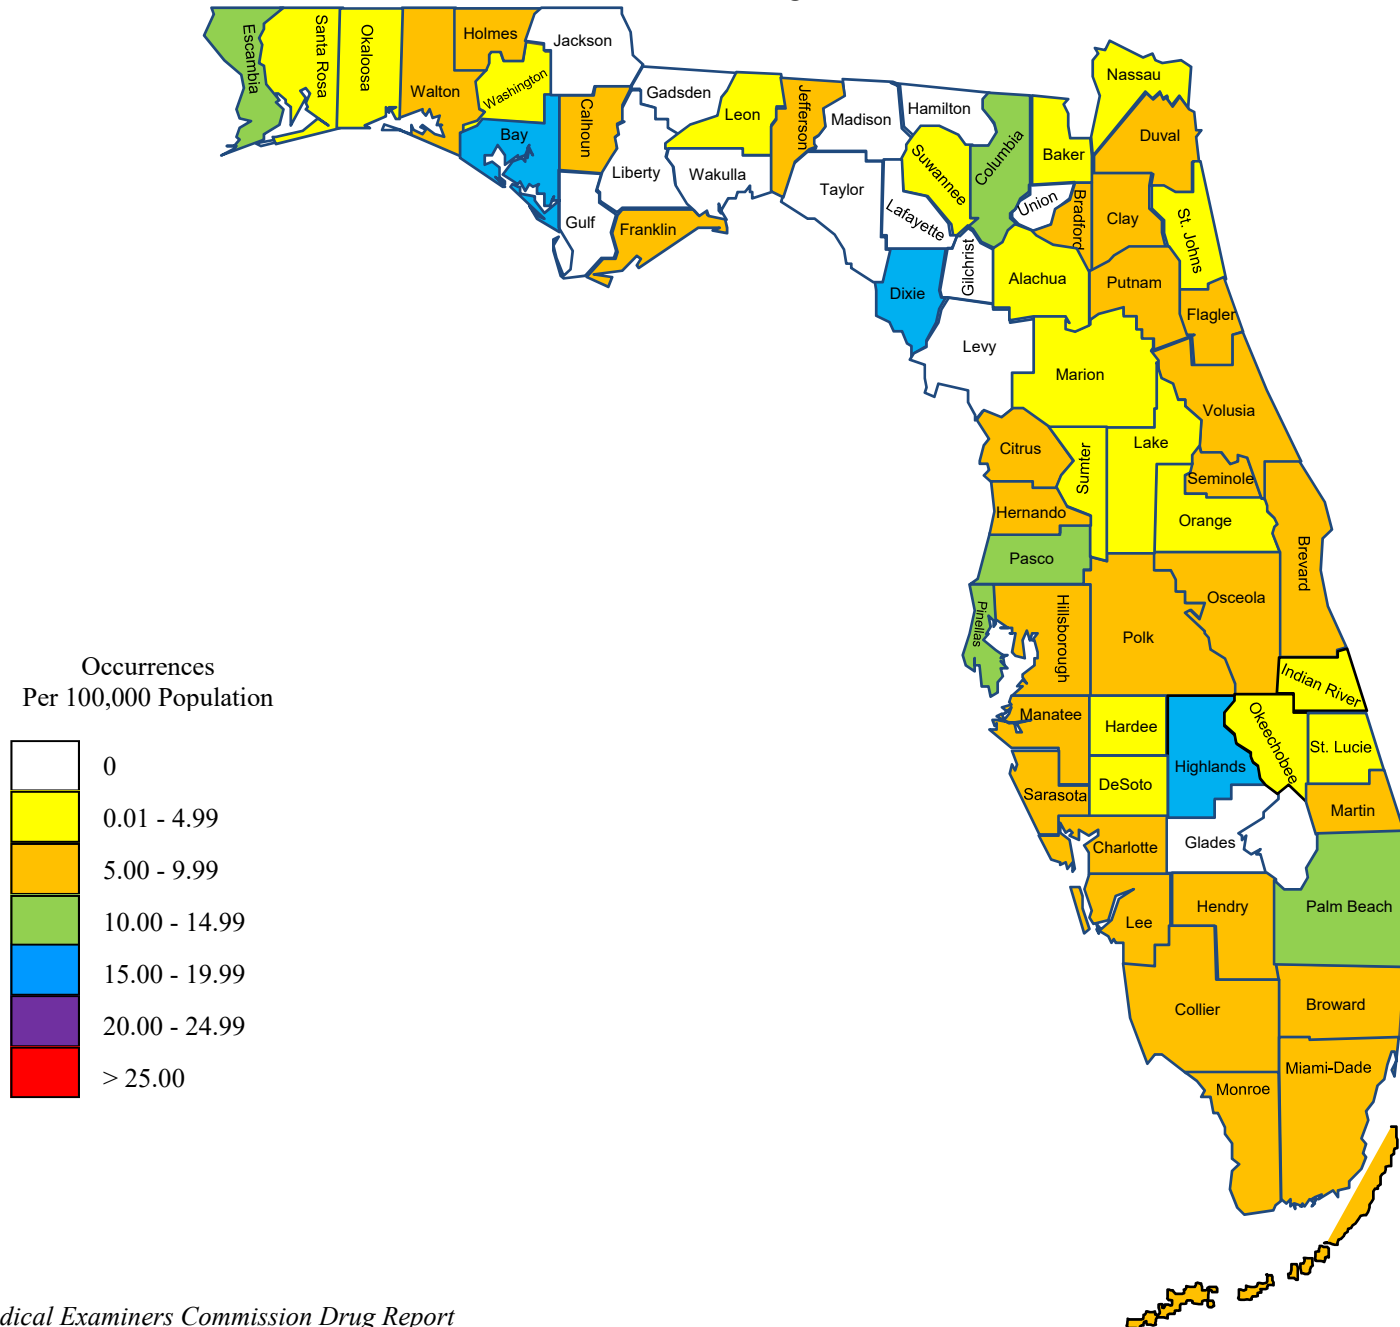 Escambia
Santa Rosa
Okaloosa
Walton
Holmes
Washington
Jackson
Bay
Calhoun
Gulf
Gadsden
Liberty
Franklin
Leon
Wakulla
Jefferson
Madison
Taylor
Hamilton
Suwannee
Lafayette
Columbia
Dixie
Gilchrist
Levy
Baker
Union
Bradford
Alachua
Nassau
Duval
Clay
St. Johns
Putnam
Flagler
Marion
Volusia
Citrus
Sumter
Lake
Seminole
Hernando
Orange
Pasco
Brevard
Pinellas
Hillsborough
Polk
Osceola
Indian River
Manatee
Hardee
Highlands
Okeechobee
St. Lucie
Sarasota
DeSoto
Martin
Charlotte
Glades
Lee
Hendry
Palm Beach
Collier
Broward
Miami-Dade
Monroe
Occurrences
Per 100,000 Population
0
0.01 - 4.99
5.00 - 9.99
10.00 - 14.99
15.00 - 19.99
20.00 - 24.99
> 25.00
dical Examiners Commission Drug Report